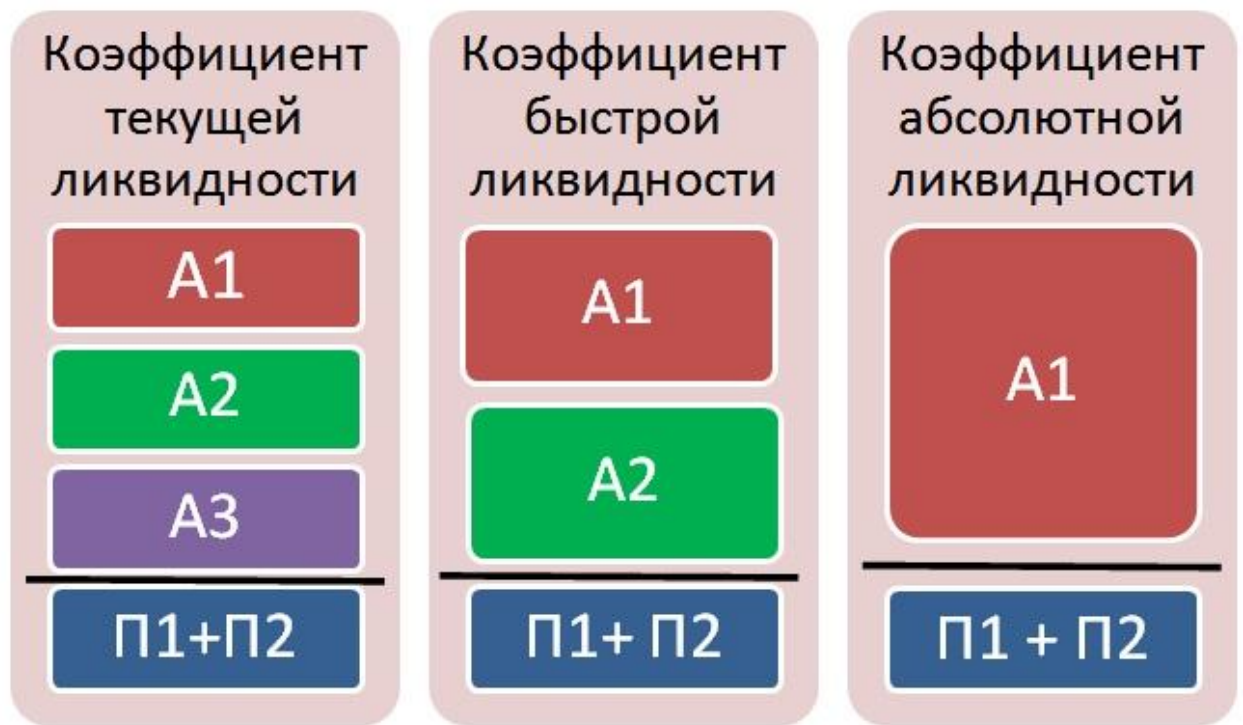 Коэффициент
текущей
ликвидности
А1
А2
А3
П1+П2
Коэффициент
быстрой
ликвидности
А1
А2
П1+ П2
Коэффициент
абсолютной
ликвидности
А1
П1 + П2